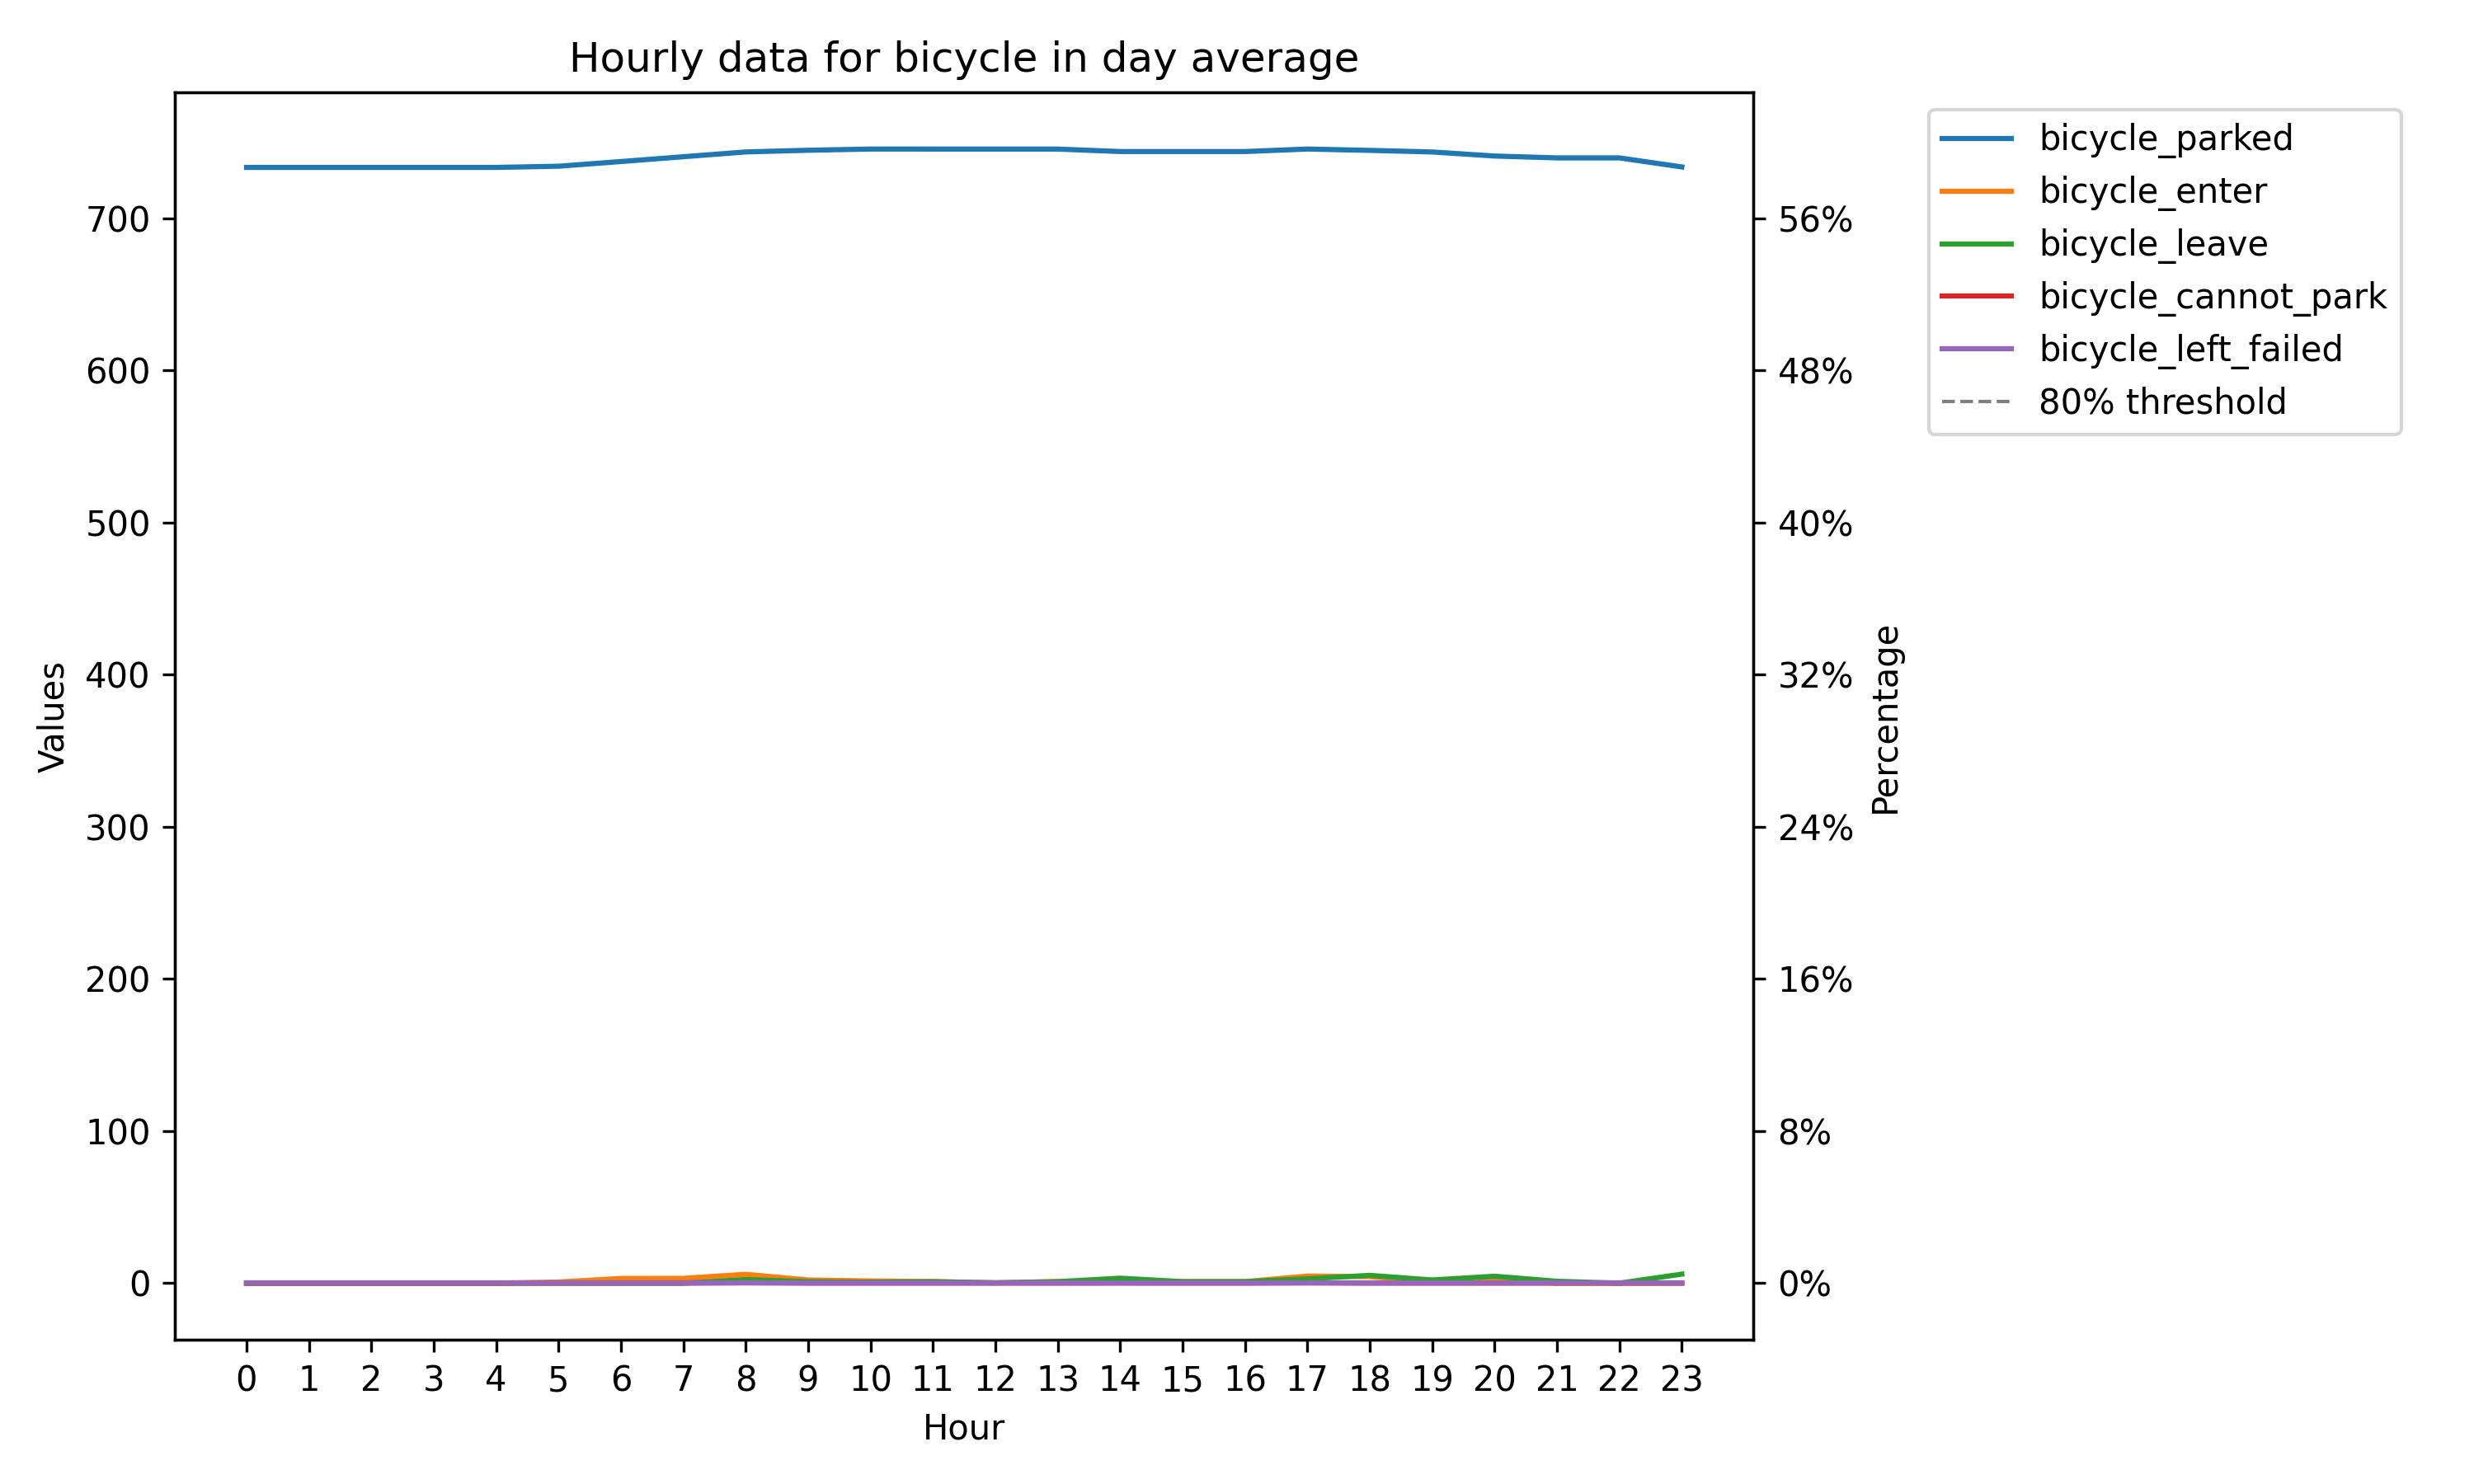 Hourly data for bicycle in day average
bicycle_parked
bicycle_enter
bicycle_leave
bicycle_cannot_park
bicycle_left_failed
80% threshold
Values
700
600
500
400
300
200
100
0
56%
48%
40%
32%
24%
16%
8%
0%
Percentage
0 1 2 3 4 5 6 7 8 9 10 11 12 13 14 15 16 17 18 19 20 21 22 23
Hour